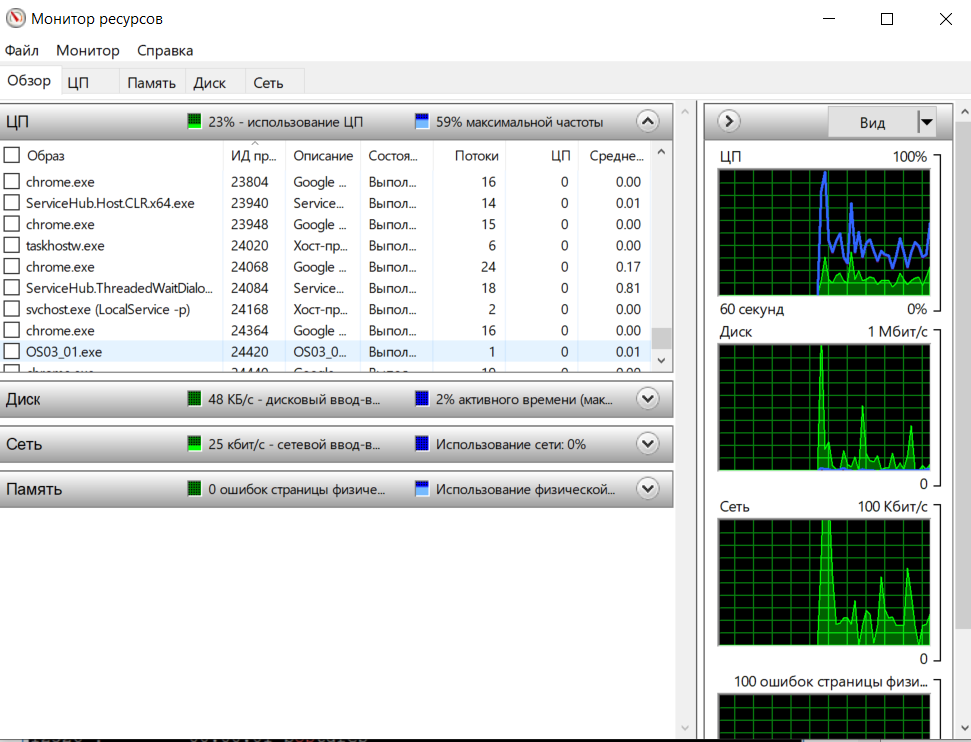 Монитор ресурсов
Файл Монитор Справка
Обзор ЦП Память Диск Сеть
ЦП 23% - использование ЦП 59% максимальной частоты
Образ ИД пр... Описание Состоя... Потоки ЦП Средне...
chrome.exe 23804 Google ... Выпол... 16 0 0.00
ServiceHub.Host.CLR.x64.exe 23940 Service... Выпол... 14 0 0.01
chrome.exe 23948 Google ... Выпол... 15 0 0.00
taskhostw.exe 24020 Хост-пр... Выпол... 6 0 0.00
chrome.exe 24068 Google ... Выпол... 24 0 0.17
ServiceHub.ThreadedWaitDialo... 24084 Service... Выпол... 18 0 0.81
svchost.exe (LocalService -p) 24168 Хост-пр... Выпол... 2 0 0.00
chrome.exe 24364 Google ... Выпол... 16 0 0.00
OS03_01.exe 24420 OS03_0... Выпол... 1 0 0.01
Диск 48 КБ/с - дисковый ввод-в... 2% активного времени (мак...
Сеть 25 кбит/с - сетевой ввод-в... Использование сети: 0%
Память 0 ошибок страницы физиче... Использование физической...
Вид
ЦП 100%
60 секунд 0%
Диск 1 Мбит/с
0
Сеть 100 Кбит/с
0
100 ошибок страницы физи...